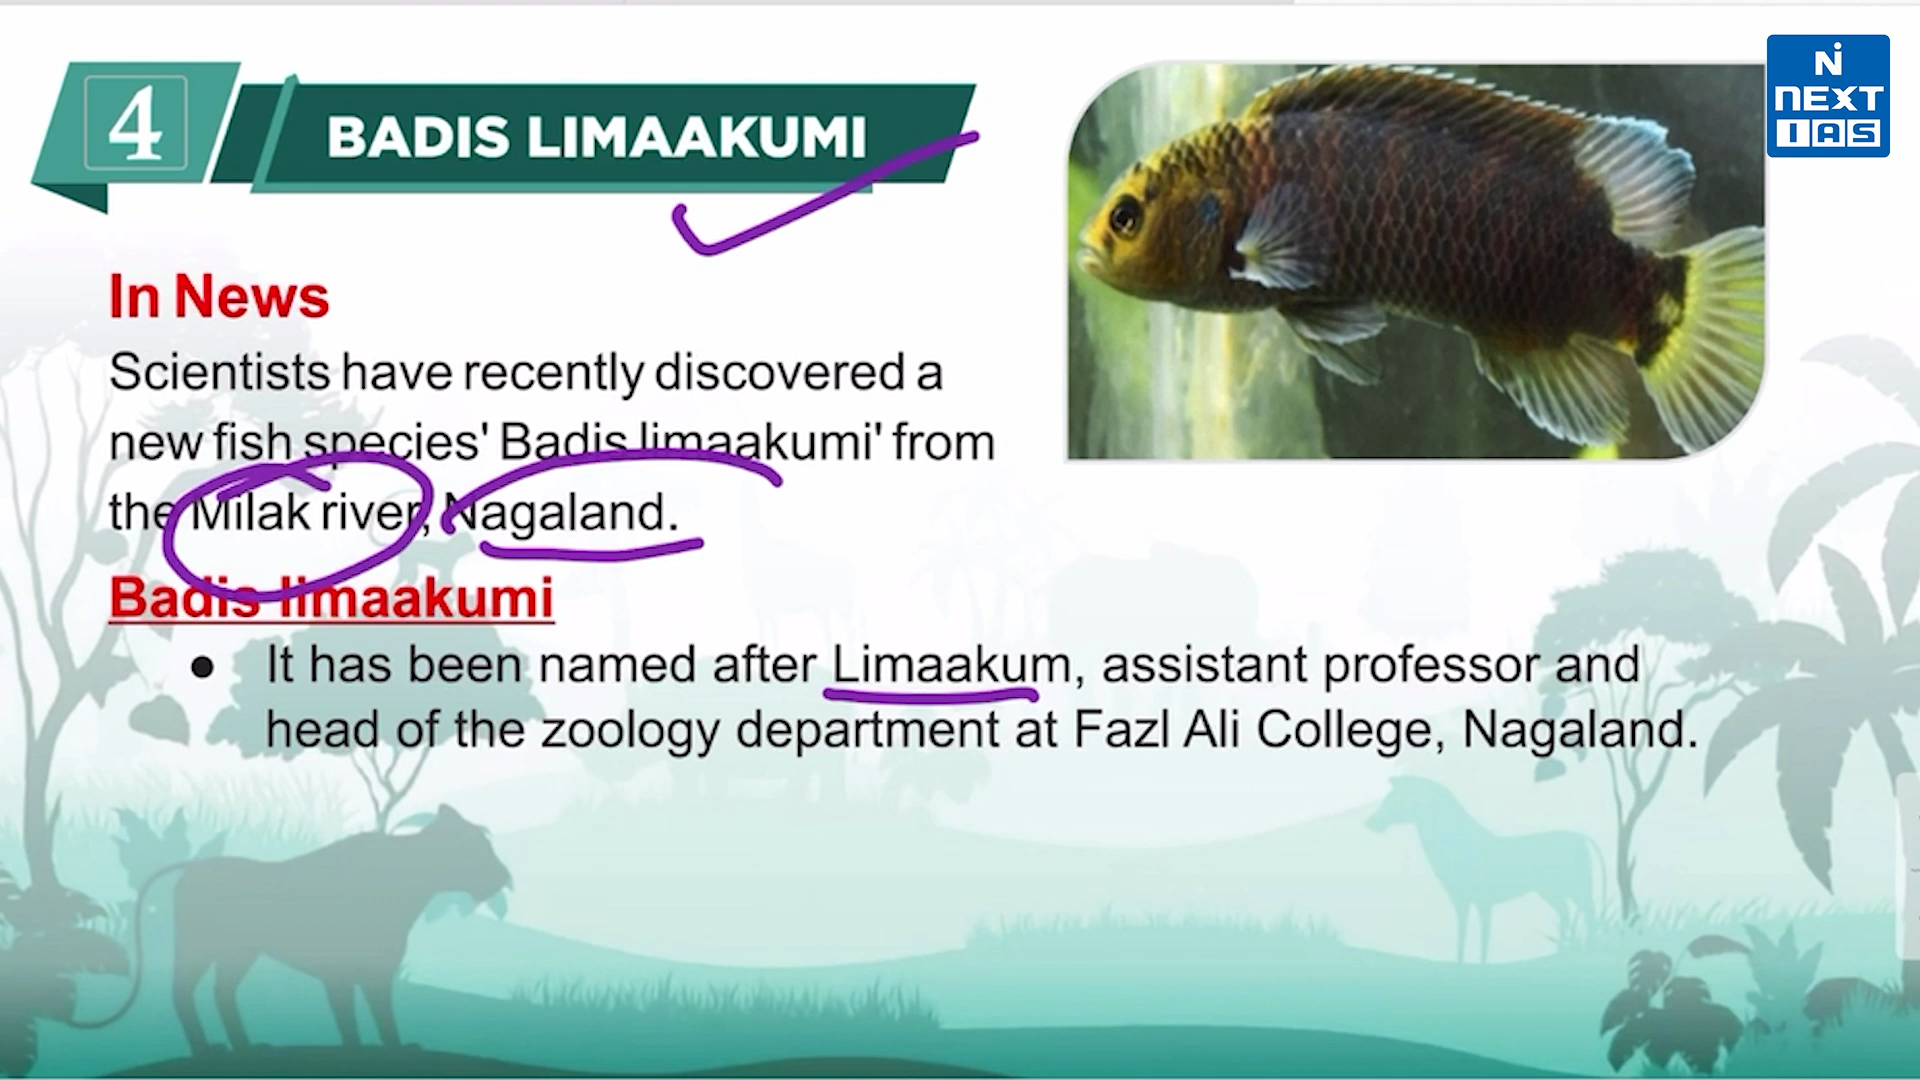 4
BADIS LIMAAKUMI
N
NEXT
IAS
In News
Scientists have recently discovered a
new fish species' Badis limaakumi' from
the Milak river, Nagaland.
Badis limaakumi
● It has been named after Limaakum, assistant professor and
head of the zoology department at Fazl Ali College, Nagaland.